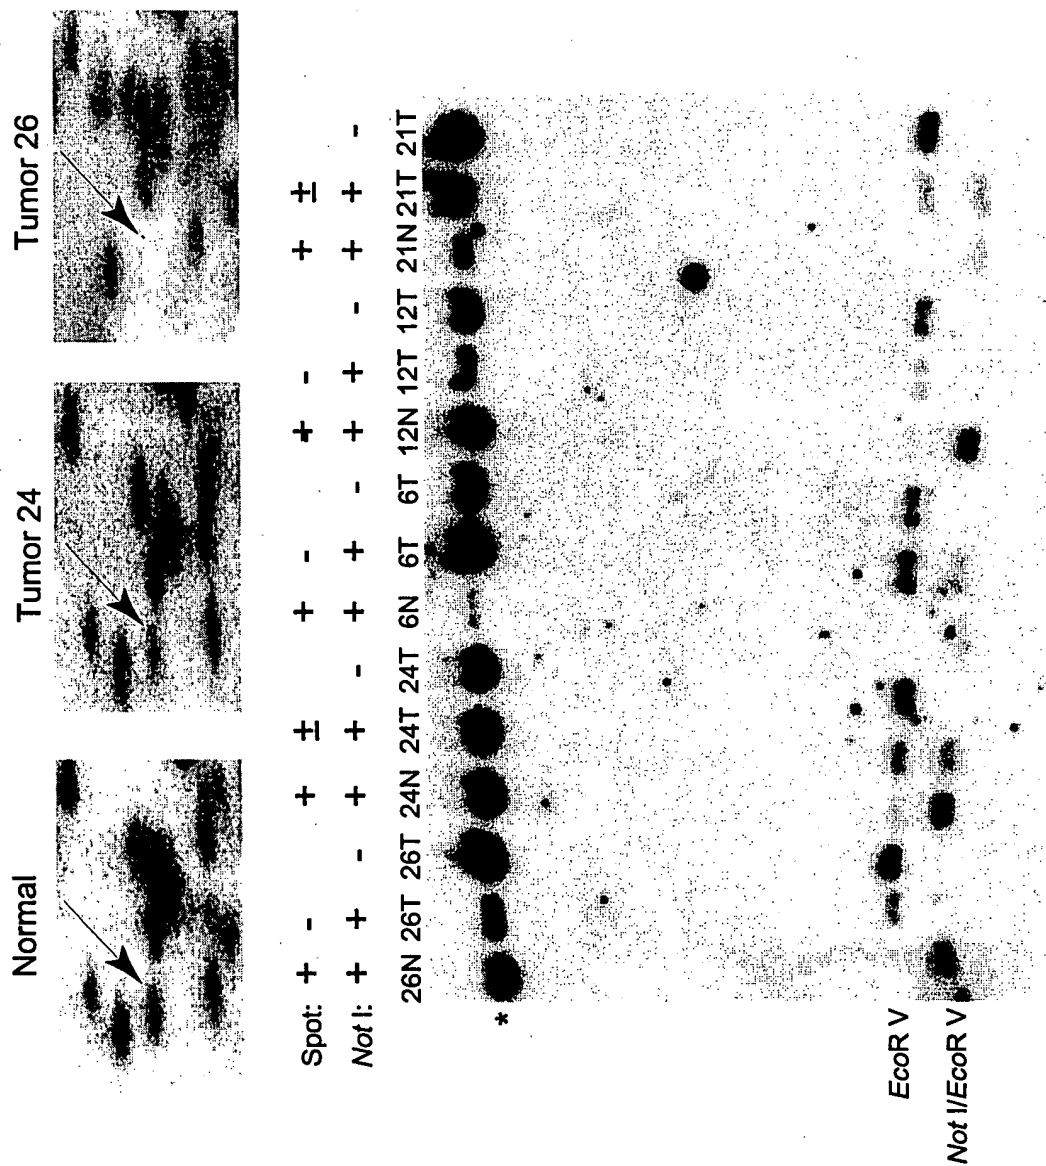 Normal Tumor 24 Tumor 26
Spot: + - + ± + - + - + ±
Not I: + + - + + - + + - + + - + + -
26N 26T 26T 24N 24T 24T 6N 6T 6T 12N 12T 12T 21N 21T 21T
*
EcoR V
Not I/EcoR V